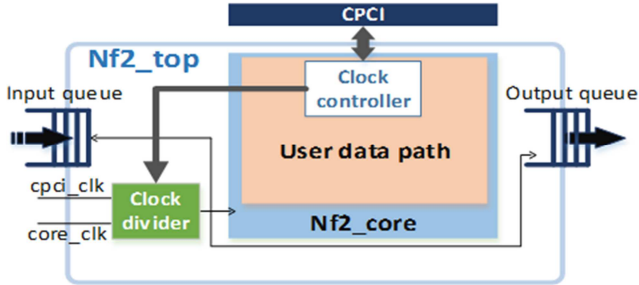 CPCI
Nf2_top
Input queue
Clock
controller
Output queue
User data path
cpci_clk
Clock
divider
core_clk
Nf2_core